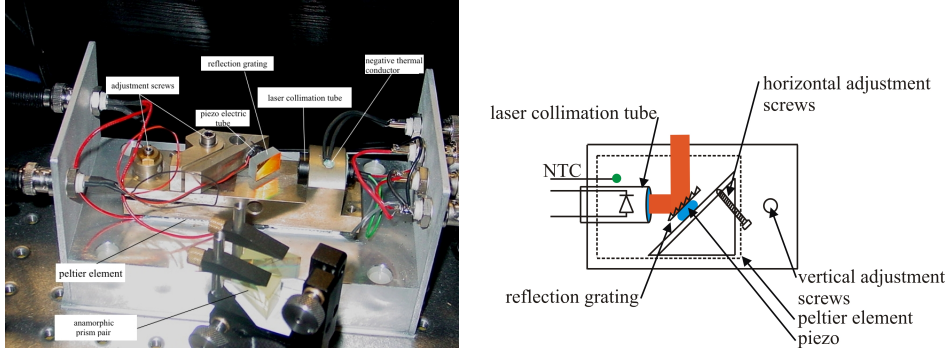 reflection grating
negative thermal
conductor
adjustment screws
laser collimation tube
piezo electric
tube
peltier element
anamorphic
prism pair
horizontal adjustment
screws
laser collimation tube
NTC
reflection grating
vertical adjustment
screws
peltier element
piezo